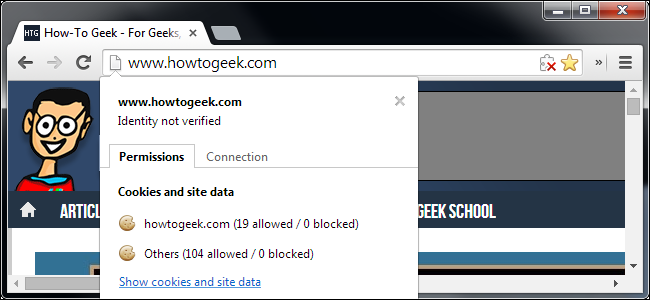 HTG How-To Geek - For Geeks,
www.howtogeek.com
www.howtogeek.com
Identity not verified
Permissions Connection
Cookies and site data
howtogeek.com (19 allowed / 0 blocked)
Others (104 allowed / 0 blocked)
Show cookies and site data
ARTICL
GEEK SCHOOL